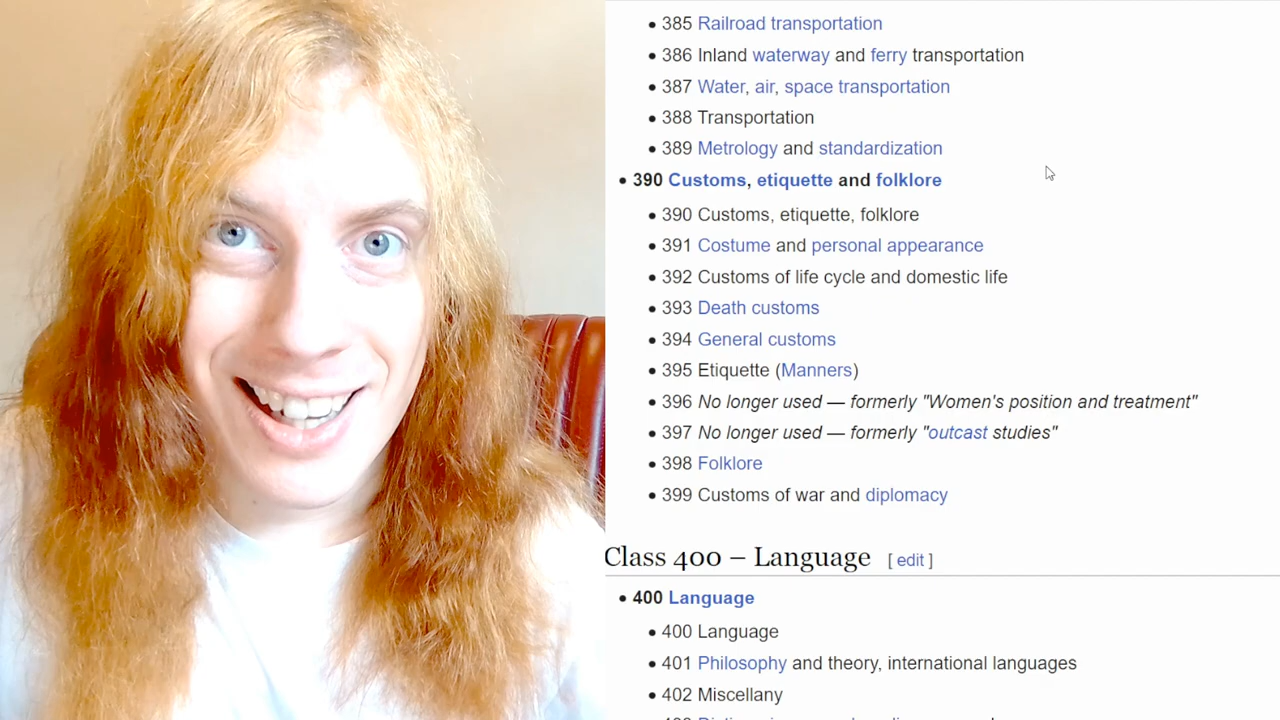 385 Railroad transportation
386 Inland waterway and ferry transportation
387 Water, air, space transportation
388 Transportation
389 Metrology and standardization
390 Customs, etiquette and folklore
390 Customs, etiquette, folklore
391 Costume and personal appearance
392 Customs of life cycle and domestic life
393 Death customs
394 General customs
395 Etiquette (Manners)
396 No longer used — formerly "Women's position and treatment"
397 No longer used — formerly "outcast studies"
398 Folklore
399 Customs of war and diplomacy
Class 400 – Language [ edit ]
400 Language
400 Language
401 Philosophy and theory, international languages
402 Miscellany